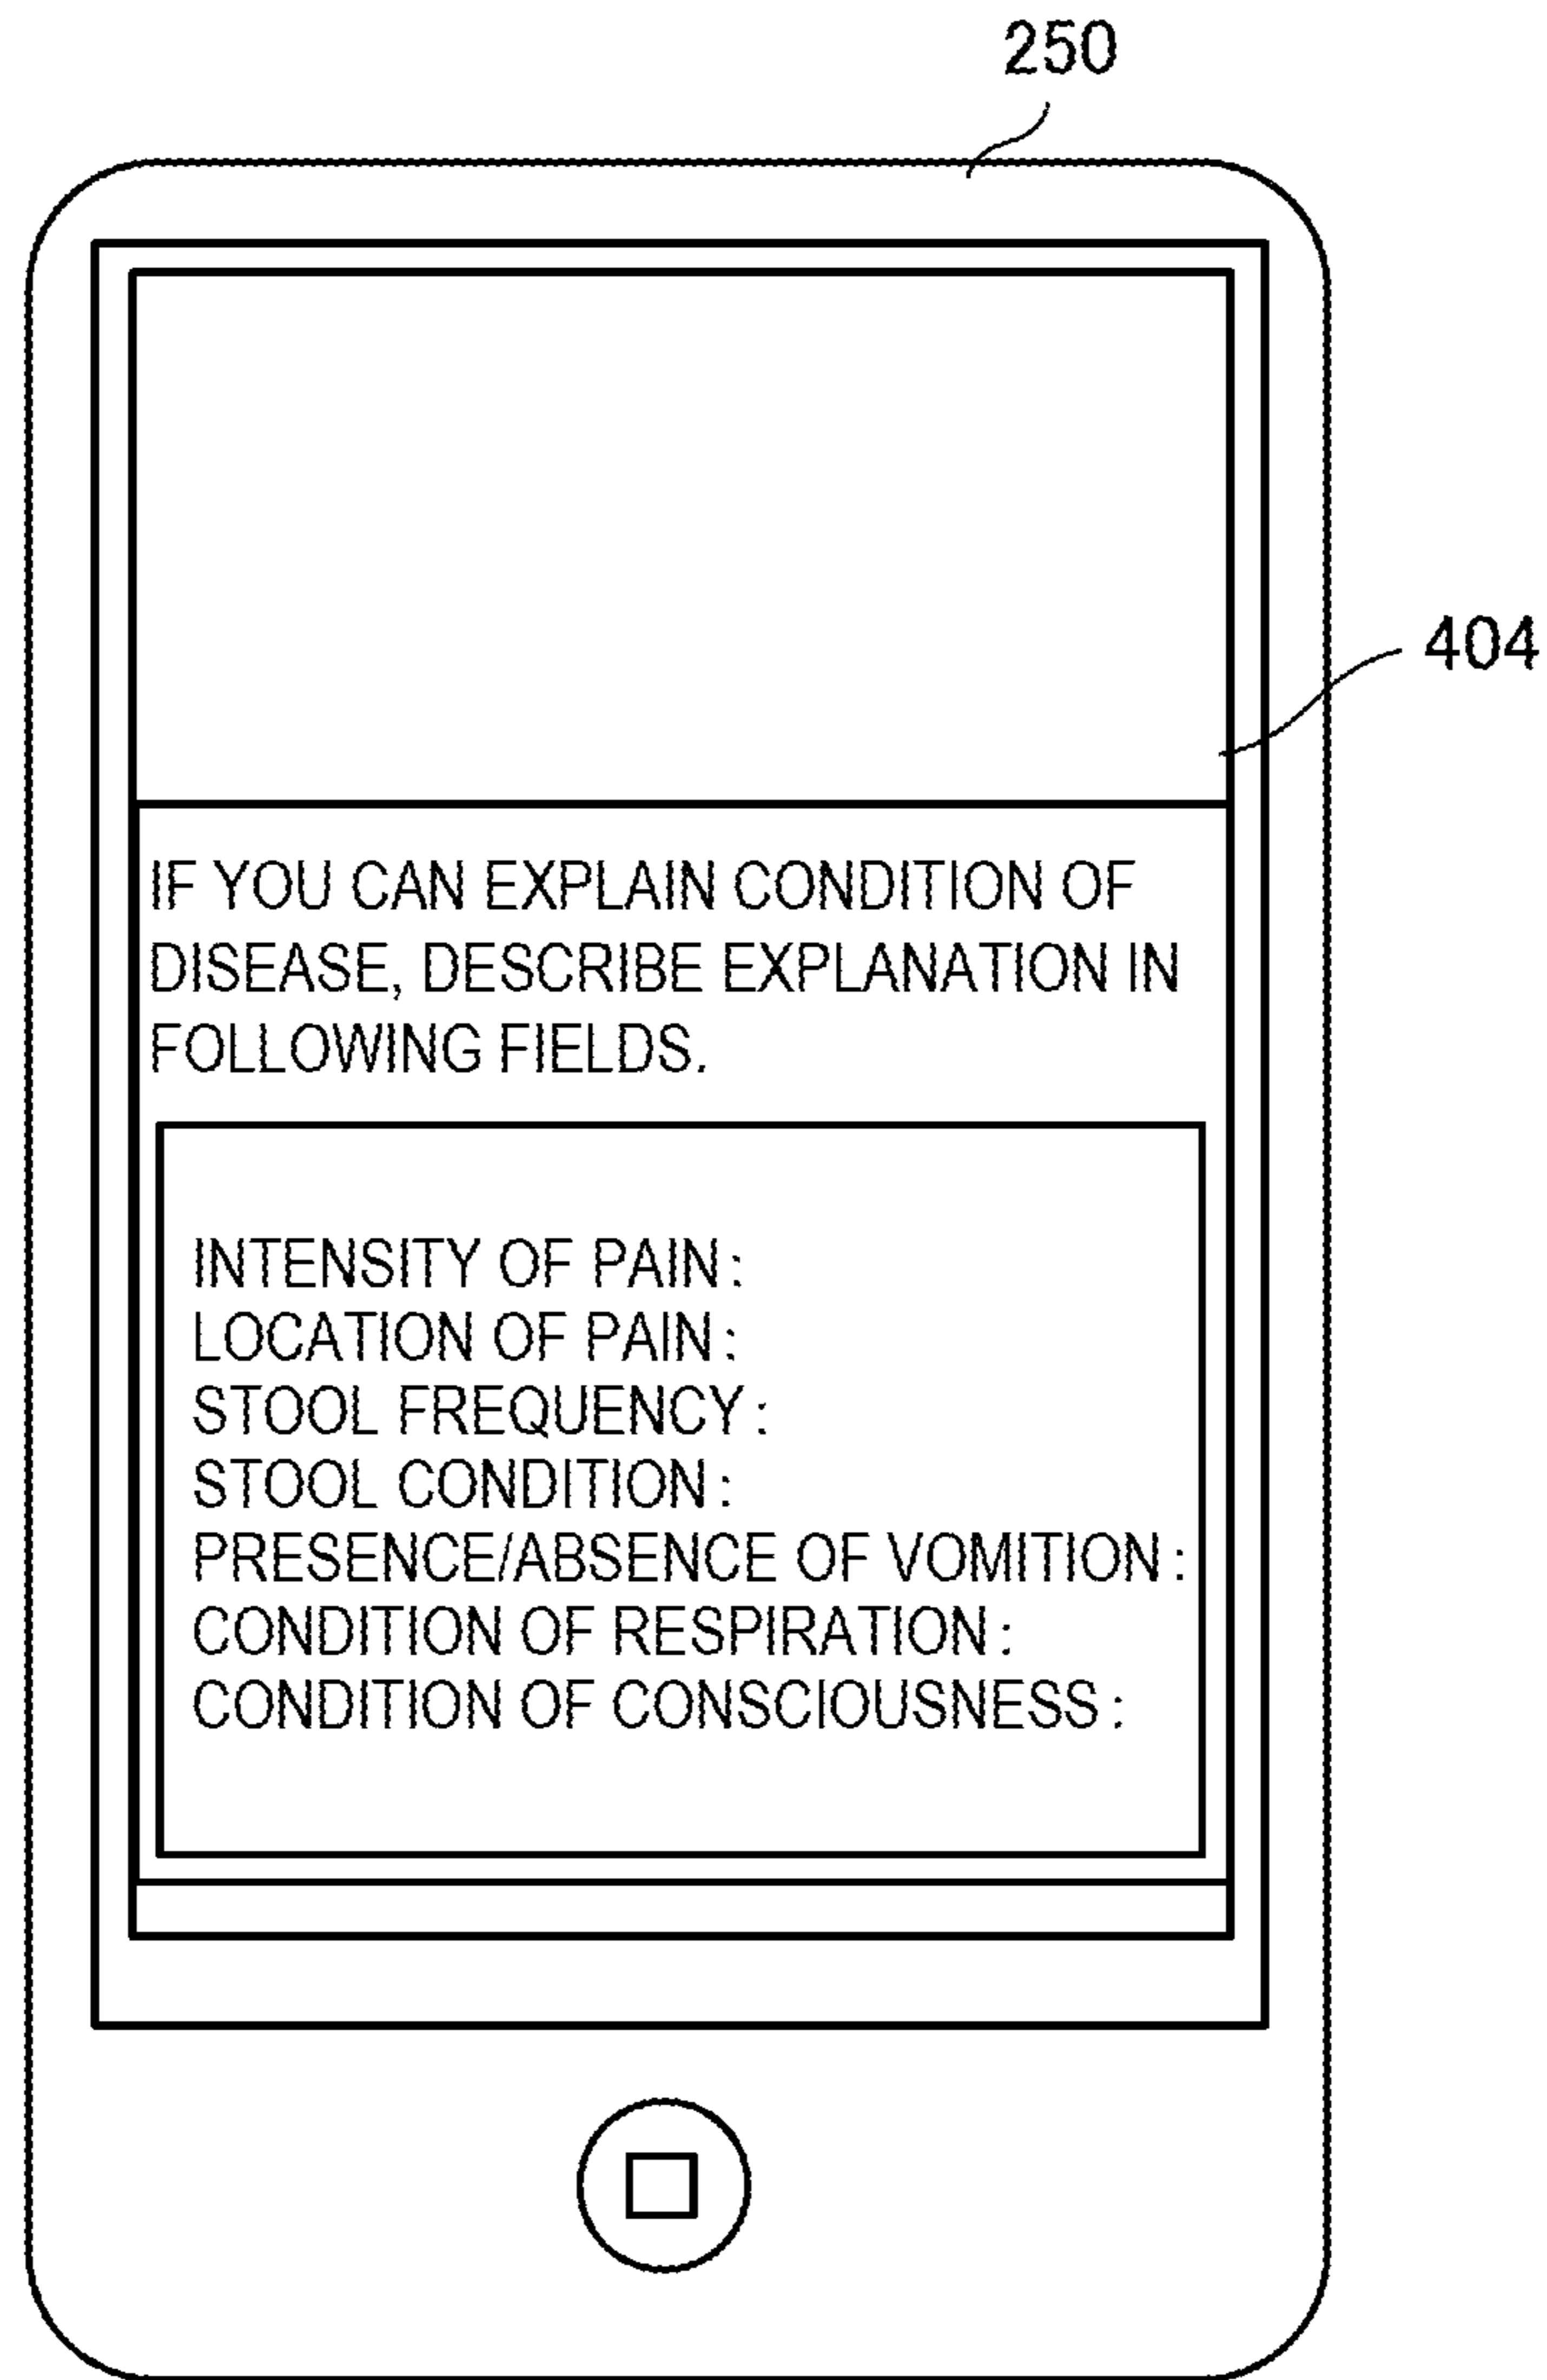 250
404
IF YOU CAN EXPLAIN CONDITION OF
DISEASE, DESCRIBE EXPLANATION IN
FOLLOWING FIELDS.
INTENSITY OF PAIN :
LOCATION OF PAIN :
STOOL FREQUENCY :
STOOL CONDITION :
PRESENCE/ABSENCE OF VOMITION :
CONDITION OF RESPIRATION :
CONDITION OF CONSCIOUSNESS :